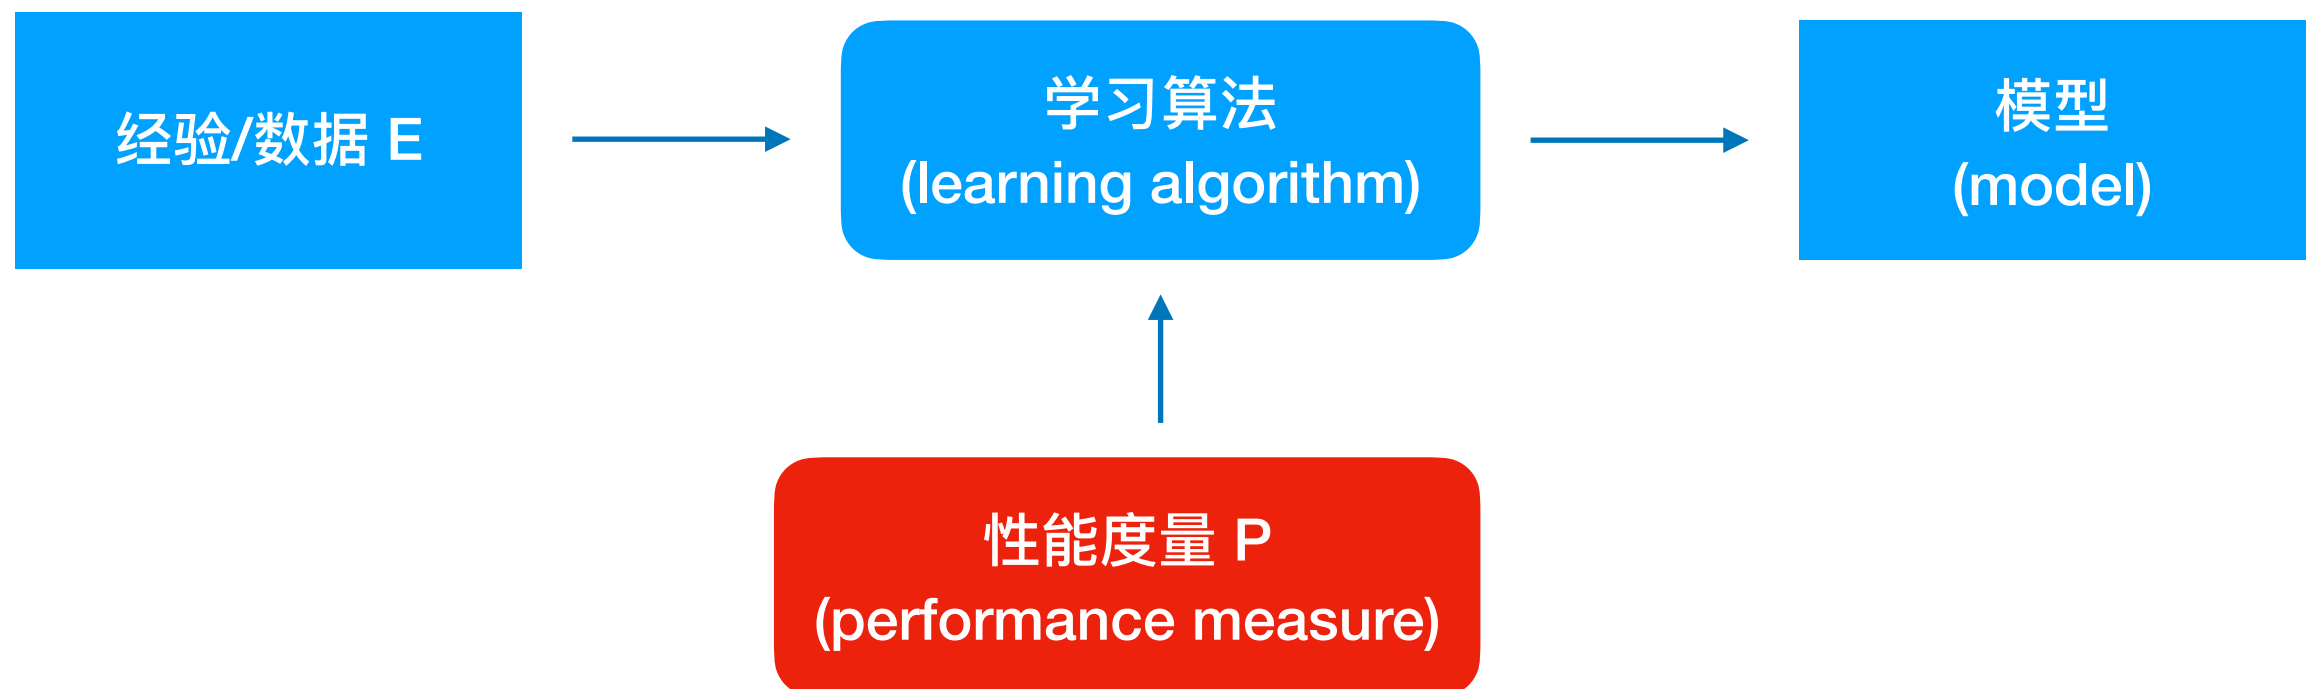 经验/数据 E
学习算法
(learning algorithm)
模型
(model)
性能度量 P
(performance measure)